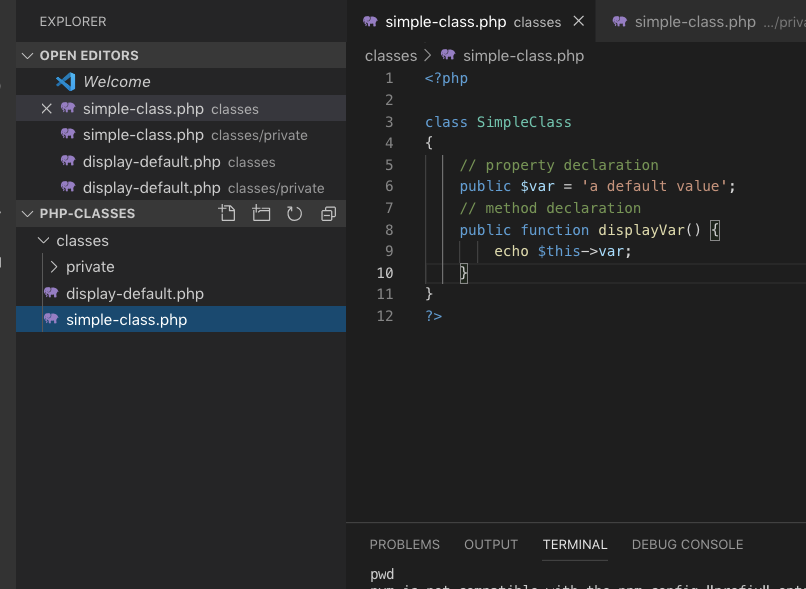 EXPLORER
OPEN EDITORS
Welcome
simple-class.php classes
simple-class.php classes/private
display-default.php classes
display-default.php classes/private
PHP-CLASSES
classes
private
display-default.php
simple-class.php
simple-class.php classes
simple-class.php .../priva
classes > simple-class.php
1 <?php
2
3 class SimpleClass
4 {
5 // property declaration
6 public $var = 'a default value';
7 // method declaration
8 public function displayVar() {
9 echo $this->var;
10 }
11 }
12 ?>
PROBLEMS OUTPUT TERMINAL DEBUG CONSOLE
pwd